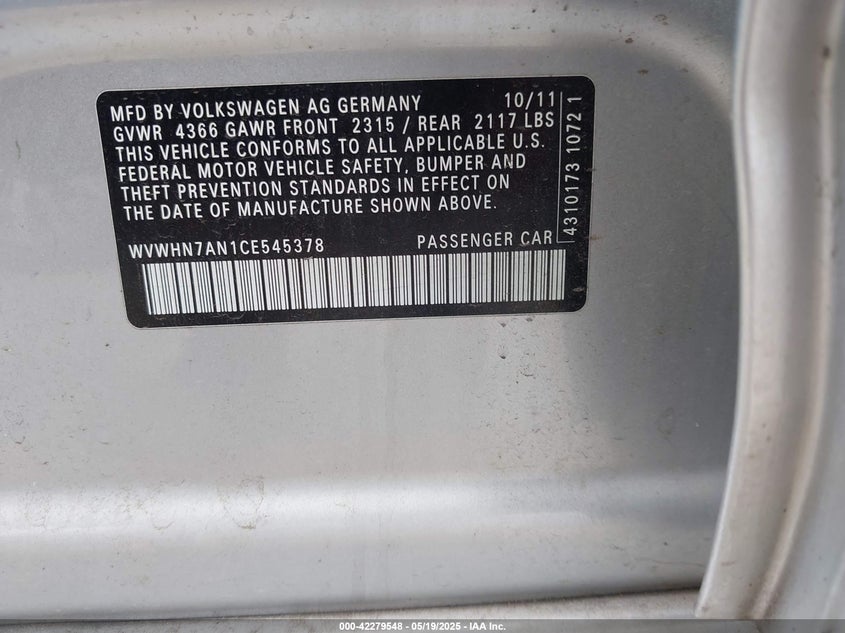 MFD BY VOLKSWAGEN AG GERMANY 10/11
GVWR 4366 GAWR FRONT 2315 / REAR 2117 LBS
THIS VEHICLE CONFORMS TO ALL APPLICABLE U.S.
FEDERAL MOTOR VEHICLE SAFETY, BUMPER AND
THEFT PREVENTION STANDARDS IN EFFECT ON
THE DATE OF MANUFACTURE SHOWN ABOVE.
WVWHN7AN1CE545378 PASSENGER CAR
4310173 1072 1
000-42279548 - 05/19/2025 - IAA Inc.